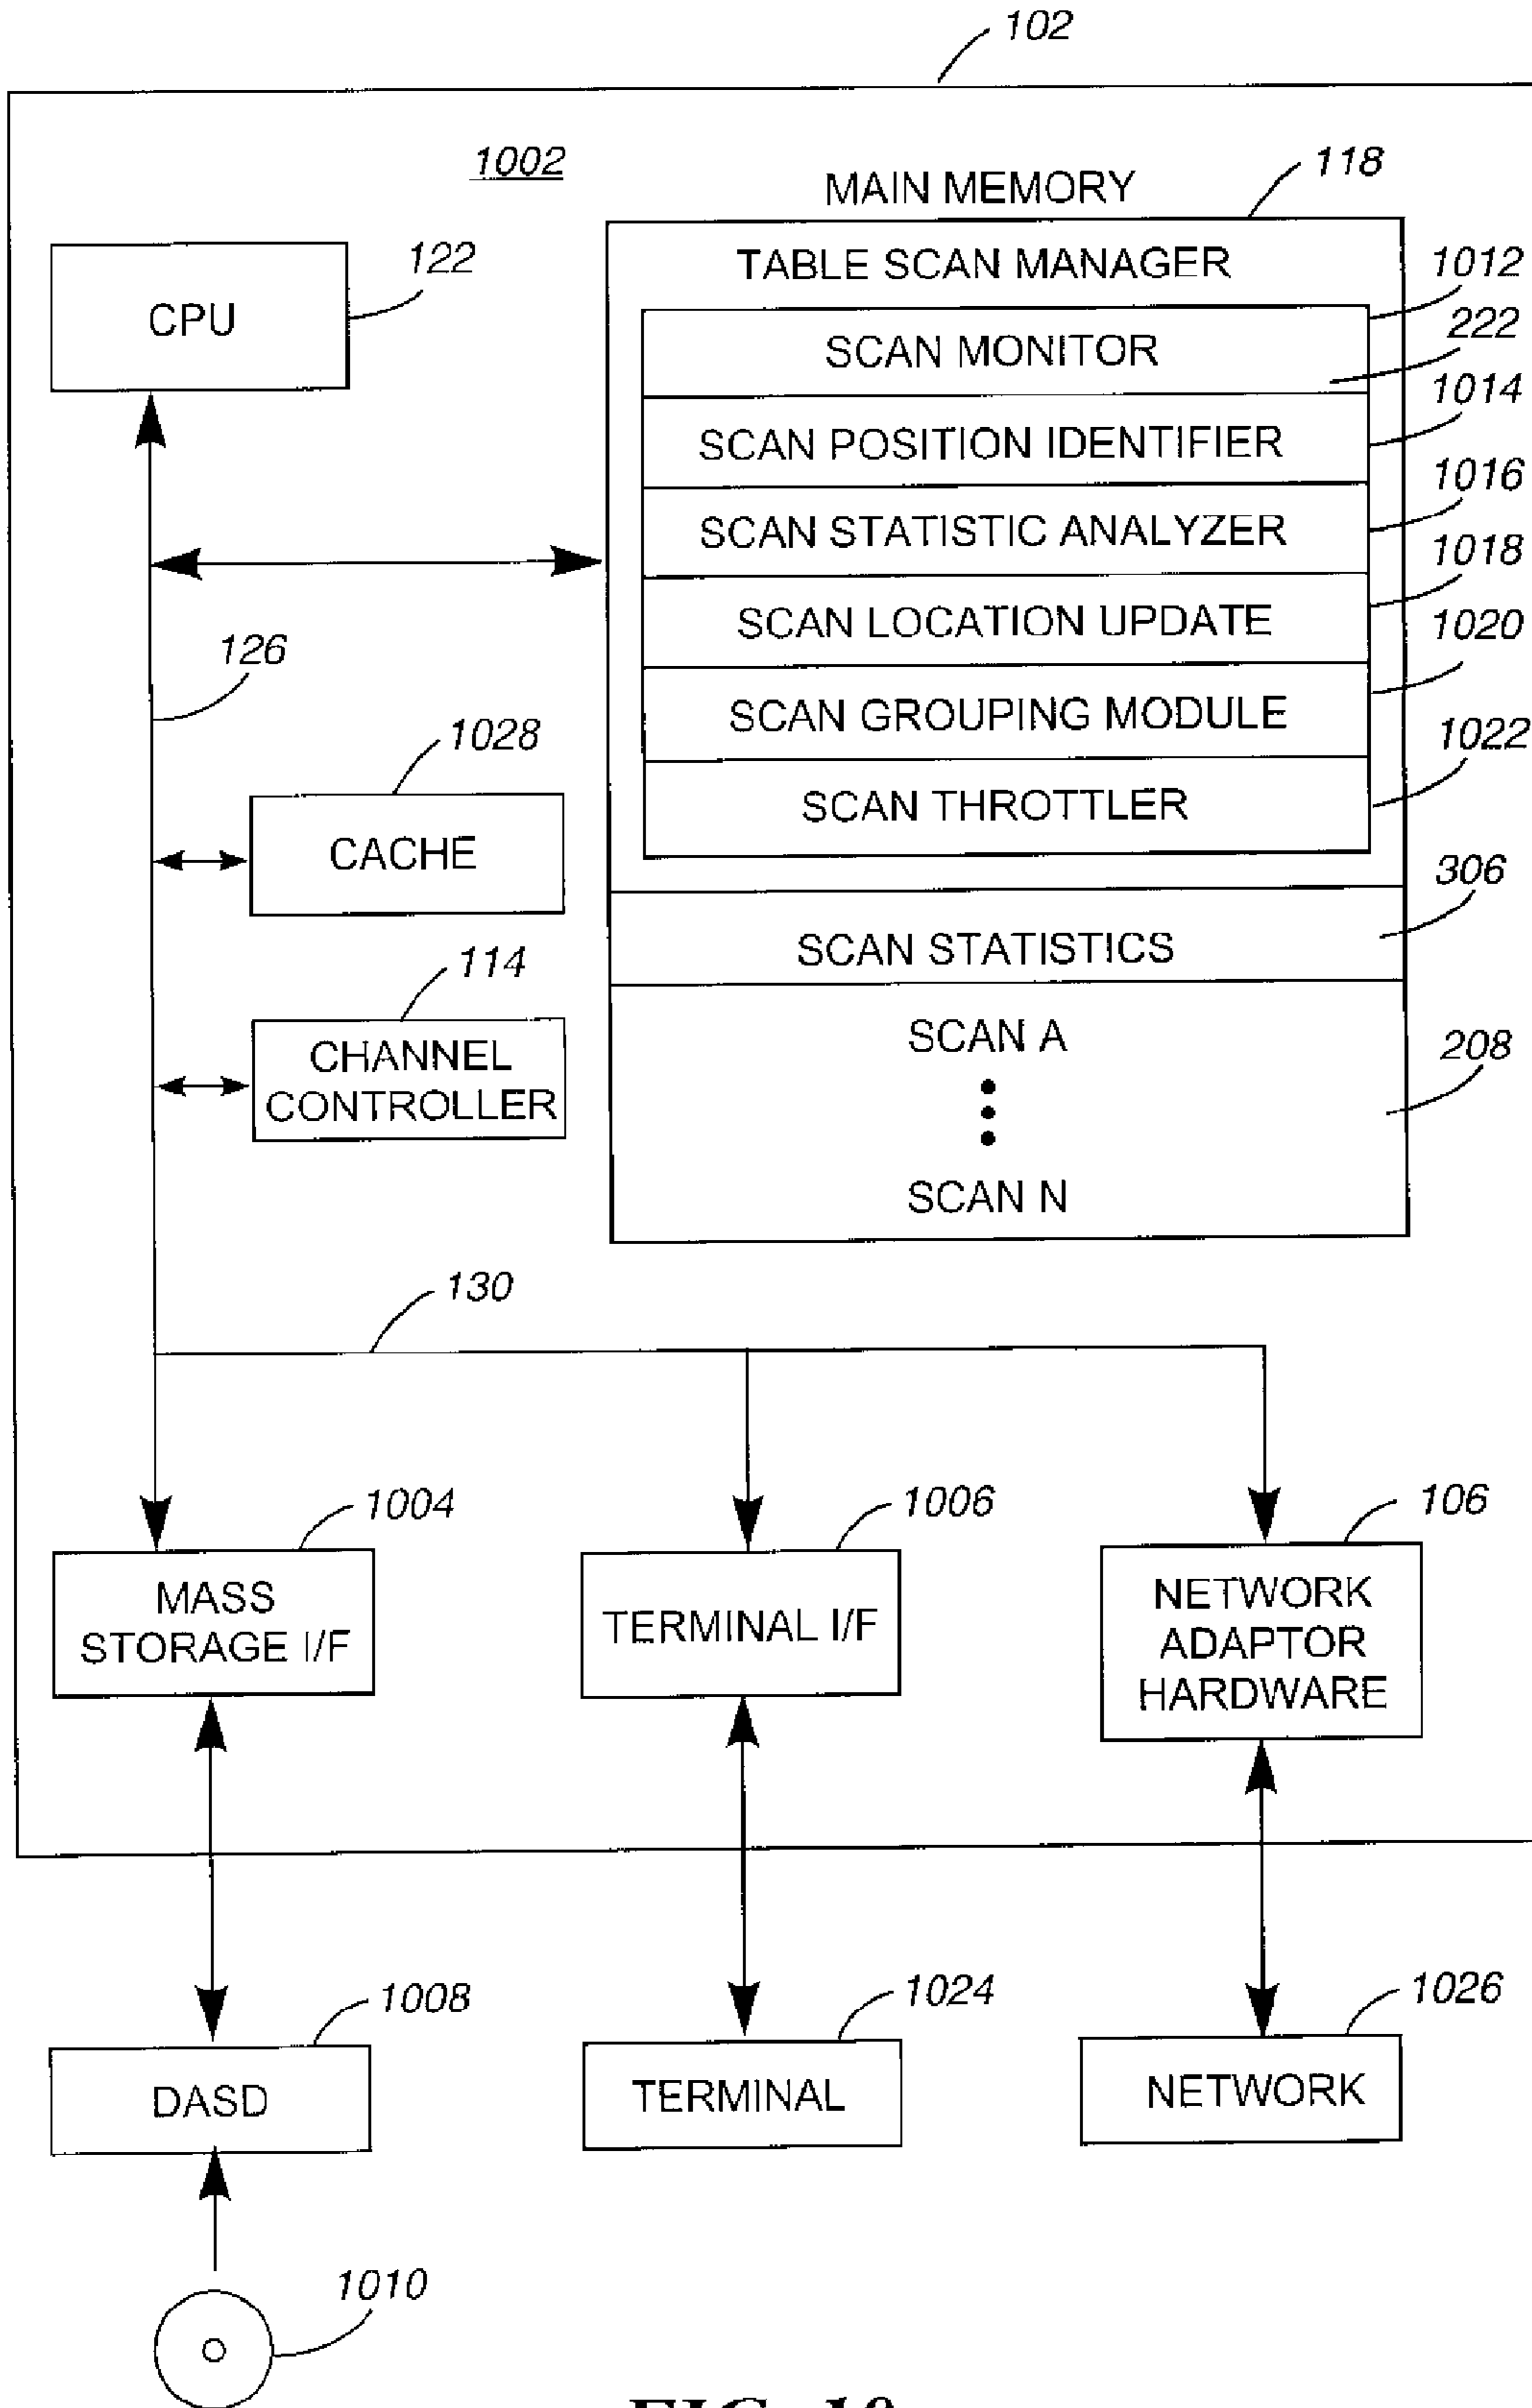 102
1002
MAIN MEMORY
118
CPU
122
TABLE SCAN MANAGER
1012
SCAN MONITOR
222
SCAN POSITION IDENTIFIER
1014
SCAN STATISTIC ANALYZER
1016
SCAN LOCATION UPDATE
1018
SCAN GROUPING MODULE
1020
SCAN THROTTLER
1022
126
1028
CACHE
SCAN STATISTICS
306
114
CHANNEL
CONTROLLER
SCAN A
SCAN N
208
130
1004
MASS
STORAGE I/F
1006
TERMINAL I/F
106
NETWORK
ADAPTOR
HARDWARE
1008
DASD
1024
TERMINAL
1026
NETWORK
1010
FIG. 10